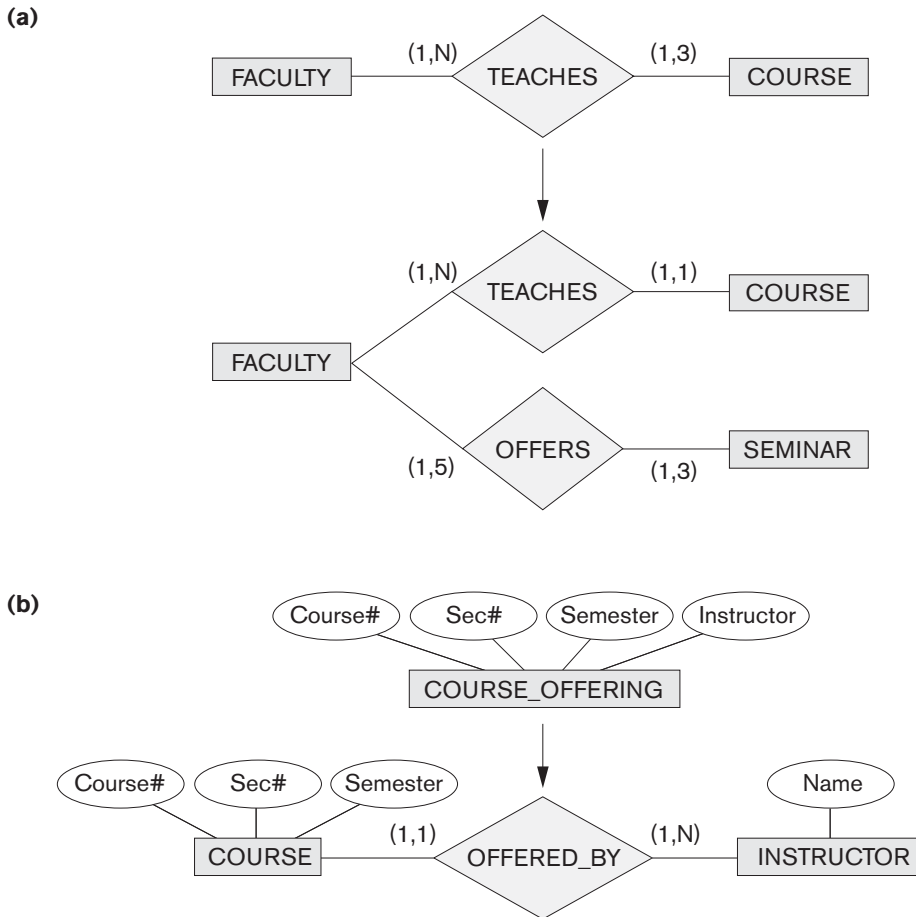 (a)
(1,N) (1,3)
FACULTY TEACHES COURSE
(1,N) (1,1)
TEACHES COURSE
FACULTY
OFFERS SEMINAR
(1,5) (1,3)
(b)
Course# Sec# Semester Instructor
COURSE_OFFERING
Course# Sec# Semester Name
(1,1) (1,N)
COURSE OFFERED_BY INSTRUCTOR